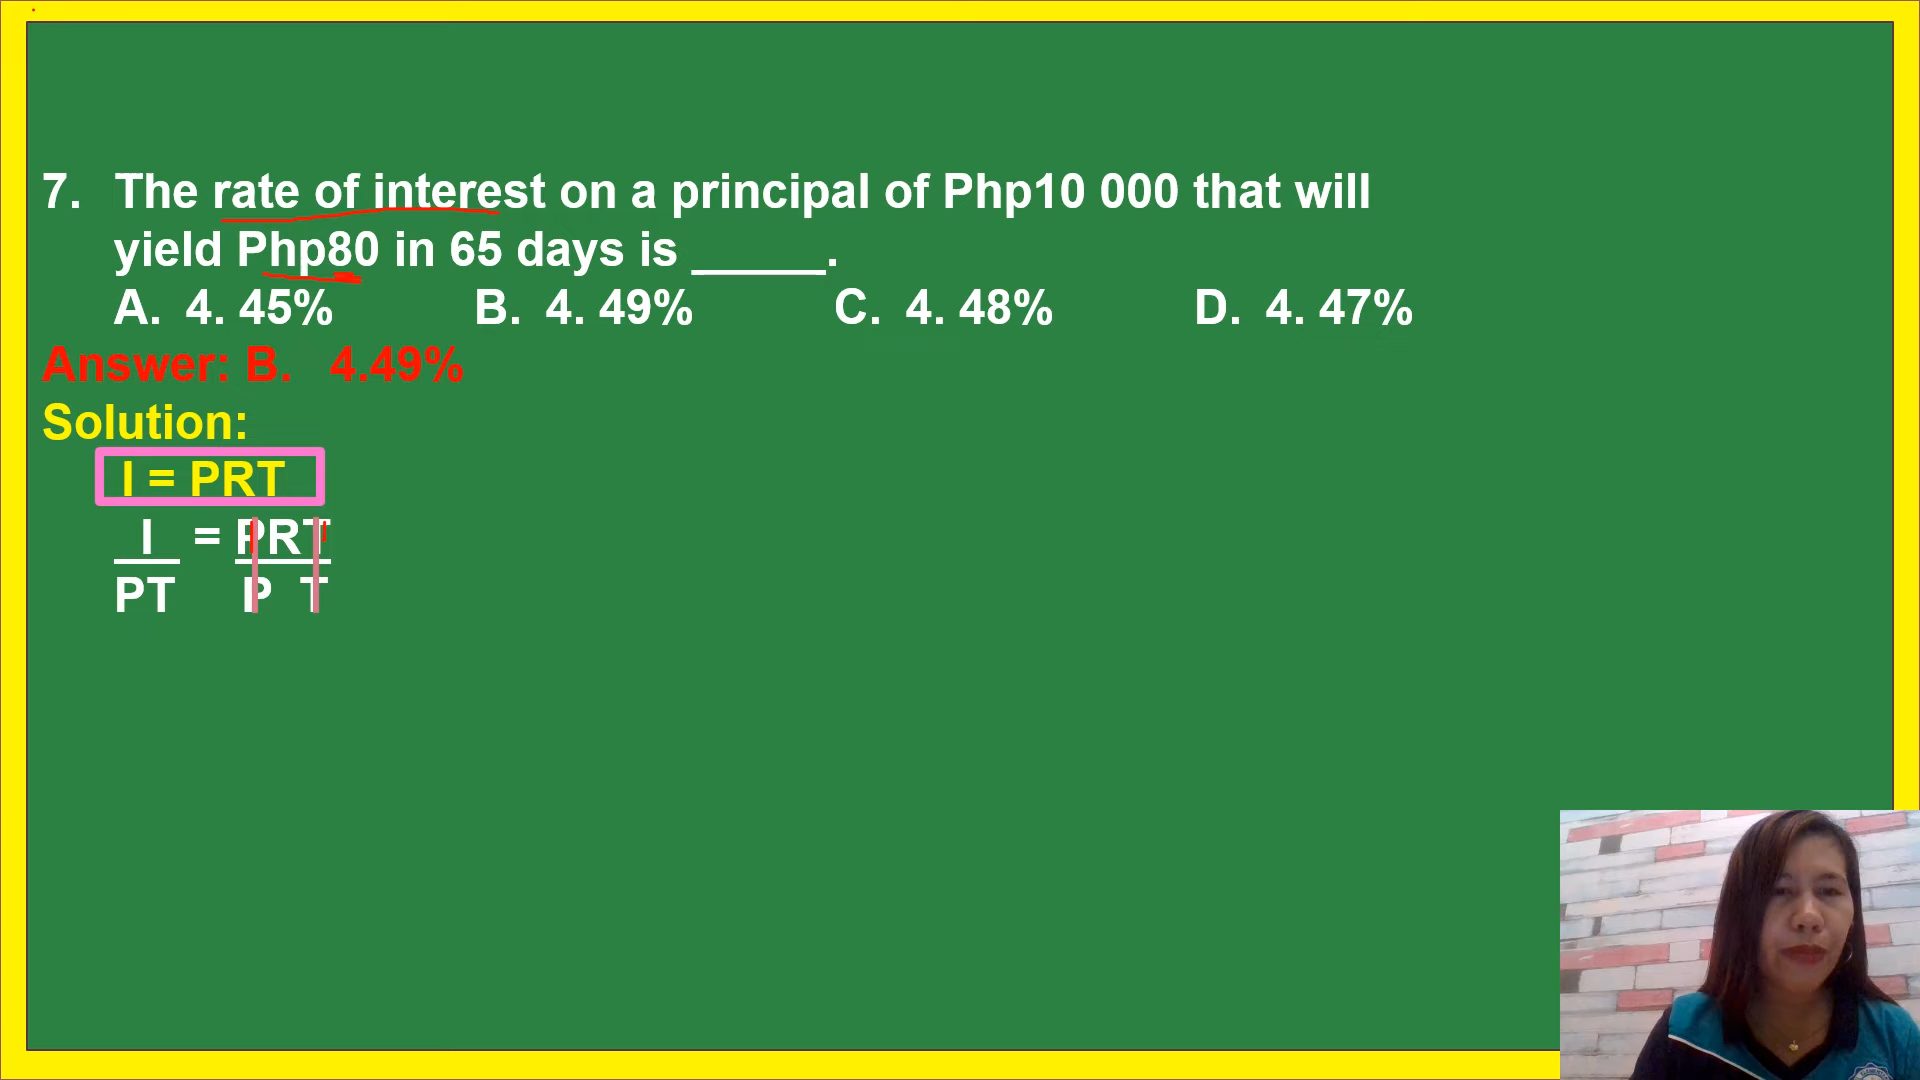 7. The rate of interest on a principal of Php10 000 that will
yield Php80 in 65 days is _____.
A. 4. 45% B. 4. 49% C. 4. 48% D. 4. 47%
Answer: B. 4.49%
Solution:
I = PRT
I = PRT
PT P T